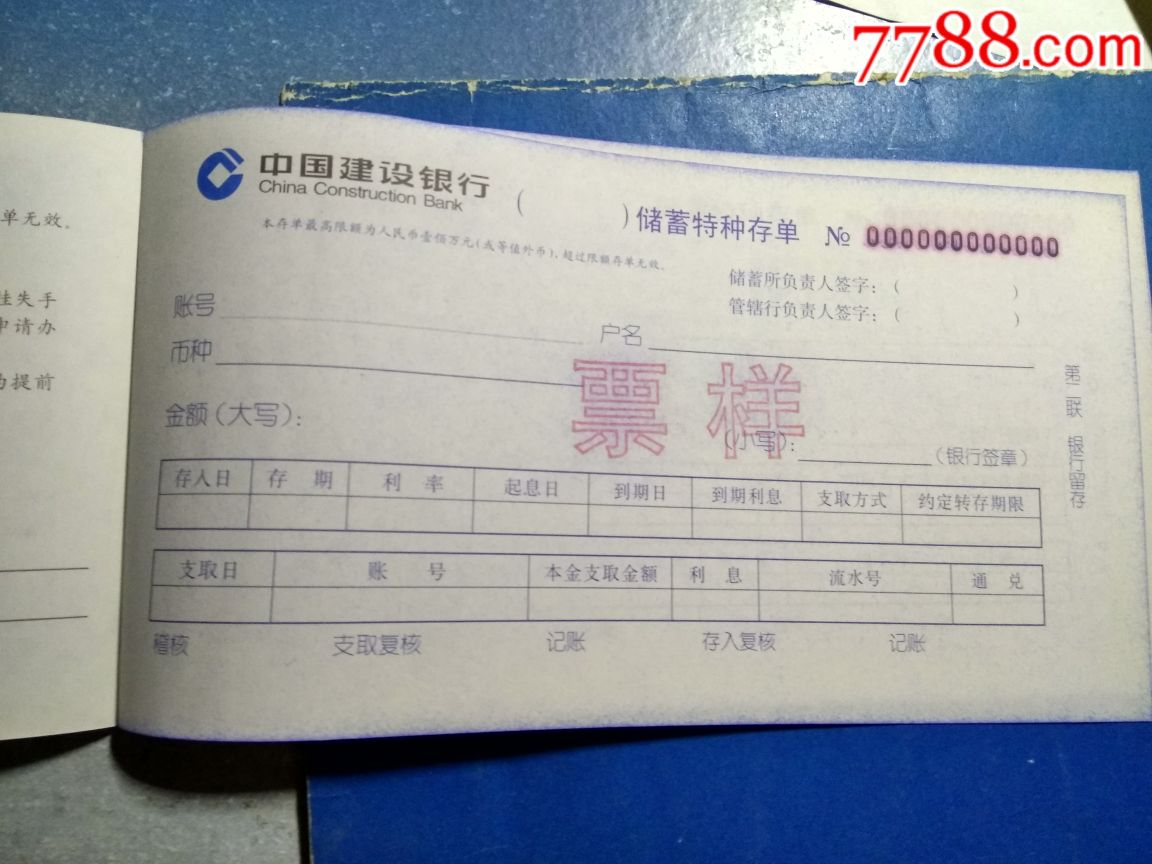 7788.com
单无效。
挂失手
申请办
为提前
中国建设银行
China Construction Bank
( )储蓄特种存单 № 000000000000
本存单最高限额为人民币壹佰万元(或等值外币),超过限额存单无效。
储蓄所负责人签字:( )
管辖行负责人签字:( )
账号
户名
币种
票样
金额(大写):
(小写):
(银行签章)
存入日 存期 利率 起息日 到期日 到期利息 支取方式 约定转存期限
支取日 账号 本金支取金额 利息 流水号 通兑
稽核 支取复核 记账 存入复核 记账
第二联 银行留存